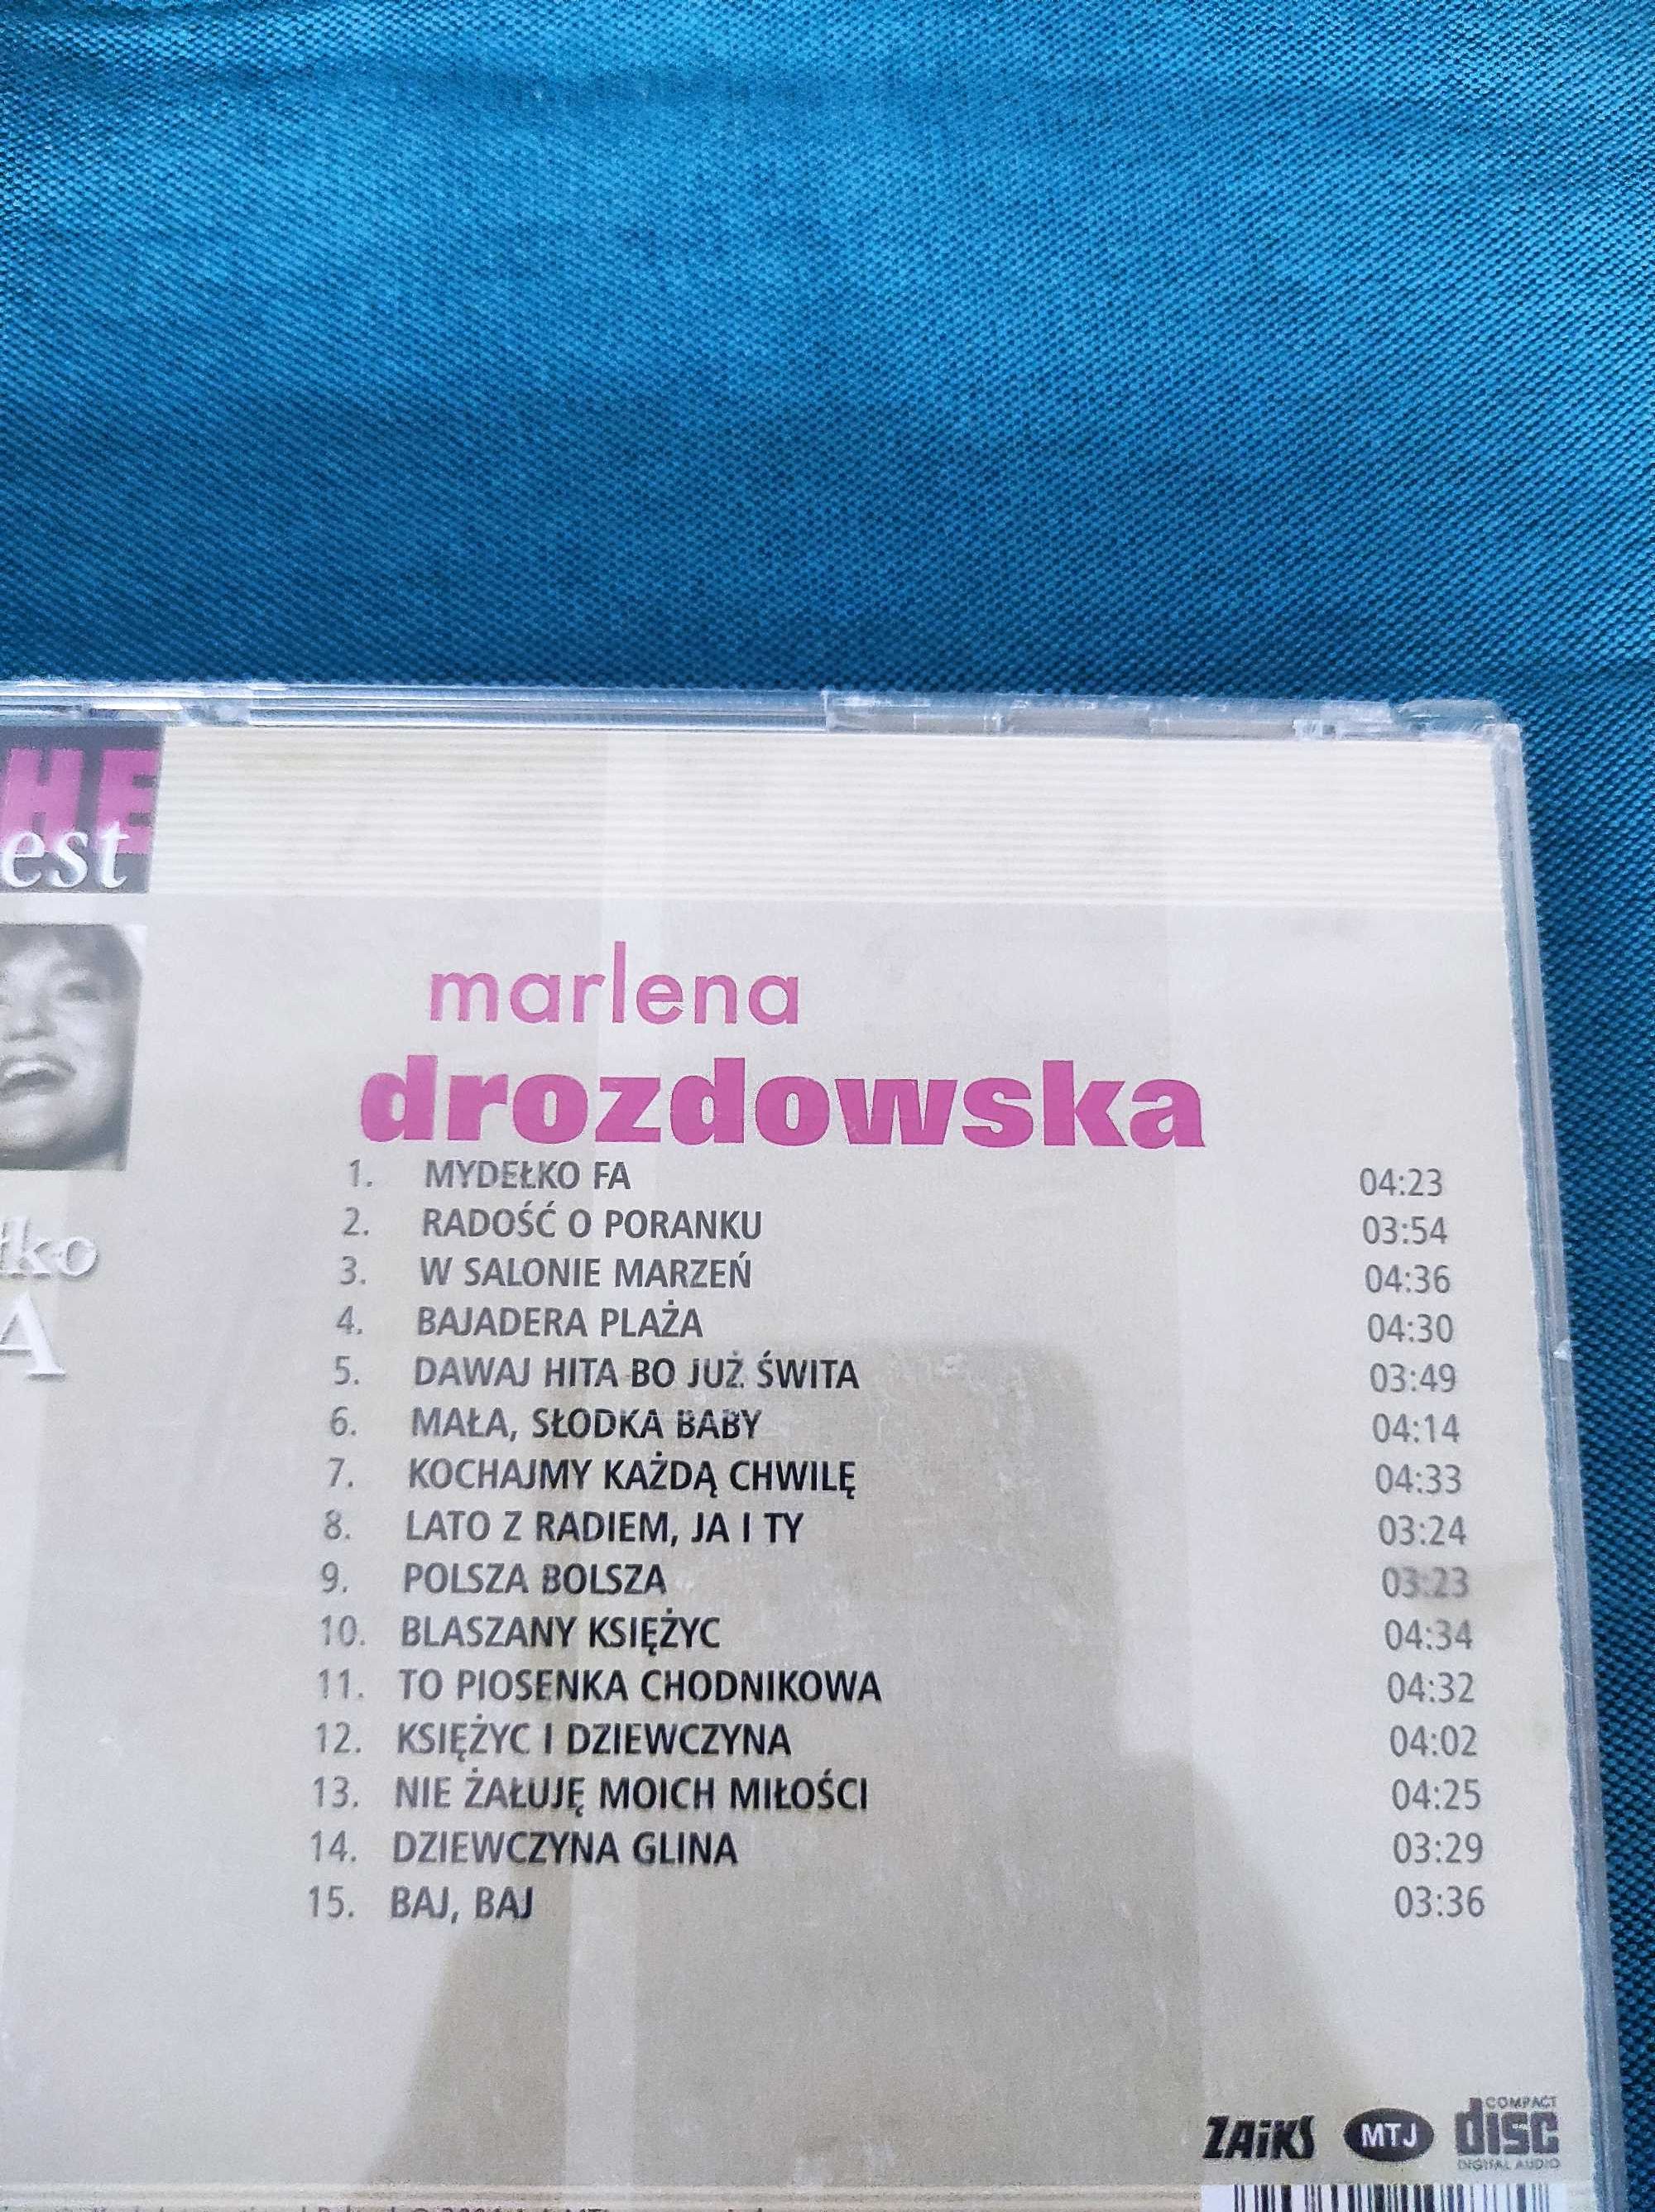 HE
est
łko
A
marlena
drozdowska
1. MYDEŁKO FA 04:23
2. RADOŚĆ O PORANKU 03:54
3. W SALONIE MARZEŃ 04:36
4. BAJADERA PLAŻA 04:30
5. DAWAJ HITA BO JUŻ ŚWITA 03:49
6. MAŁA, SŁODKA BABY 04:14
7. KOCHAJMY KAŻDĄ CHWILĘ 04:33
8. LATO Z RADIEM, JA I TY 03:24
9. POLSZA BOLSZA 03:23
10. BLASZANY KSIĘŻYC 04:34
11. TO PIOSENKA CHODNIKOWA 04:32
12. KSIĘŻYC I DZIEWCZYNA 04:02
13. NIE ŻAŁUJĘ MOICH MIŁOŚCI 04:25
14. DZIEWCZYNA GLINA 03:29
15. BAJ, BAJ 03:36
ZAiKS MTJ COMPACT disc DIGITAL AUDIO